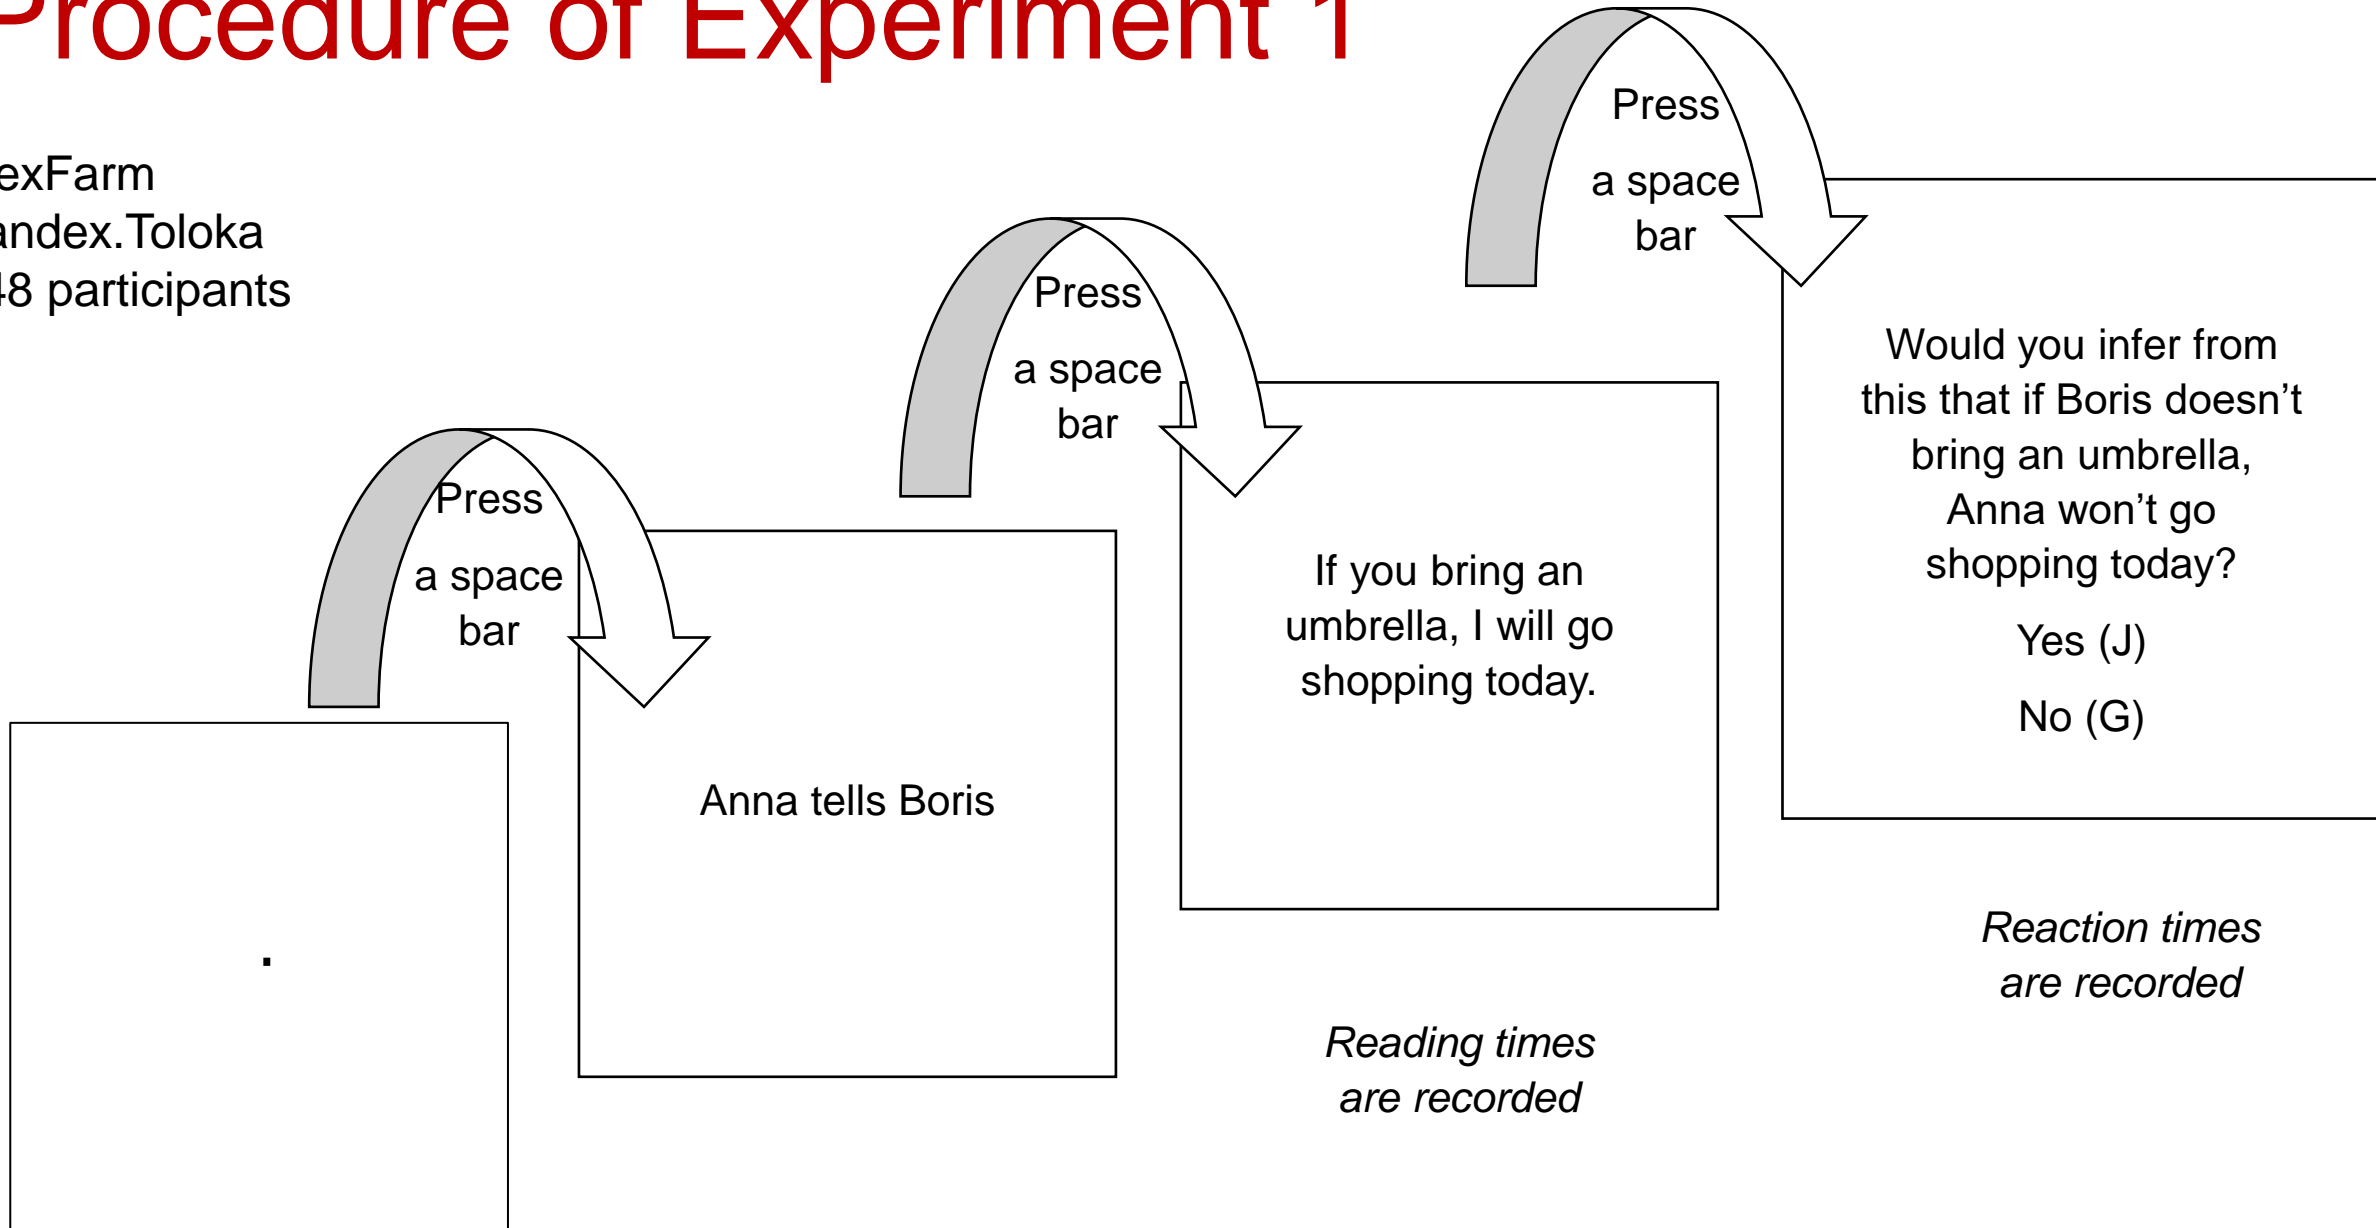 Procedure of Experiment 1
exFarm
andex.Toloka
48 participants
Press
a space
bar
Press
a space
bar
Press
a space
bar
.
Anna tells Boris
If you bring an
umbrella, I will go
shopping today.
Would you infer from
this that if Boris doesn’t
bring an umbrella,
Anna won’t go
shopping today?
Yes (J)
No (G)
Reading times
are recorded
Reaction times
are recorded